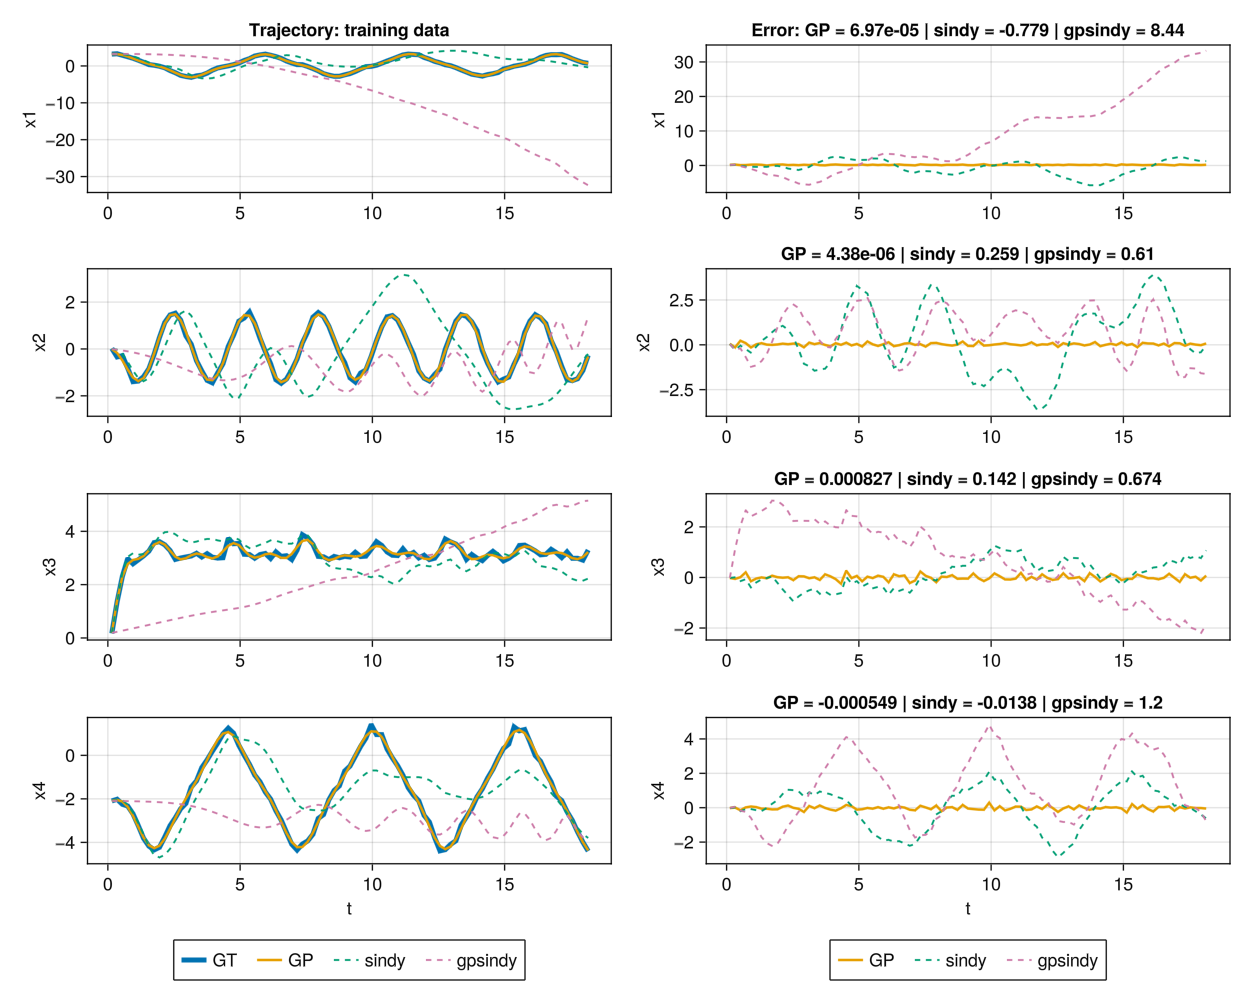 Trajectory: training data
x1
0
−10
−20
−30
0 5 10 15
Error: GP = 6.97e-05 | sindy = -0.779 | gpsindy = 8.44
x1
30
20
10
0
0 5 10 15
x2
2
0
−2
0 5 10 15
GP = 4.38e-06 | sindy = 0.259 | gpsindy = 0.61
x2
2.5
0.0
−2.5
0 5 10 15
x3
4
2
0
0 5 10 15
GP = 0.000827 | sindy = 0.142 | gpsindy = 0.674
x3
2
0
−2
0 5 10 15
x4
0
−2
−4
0 5 10 15
t
GP = -0.000549 | sindy = -0.0138 | gpsindy = 1.2
x4
4
2
0
−2
0 5 10 15
t
GT GP sindy gpsindy
GP sindy gpsindy